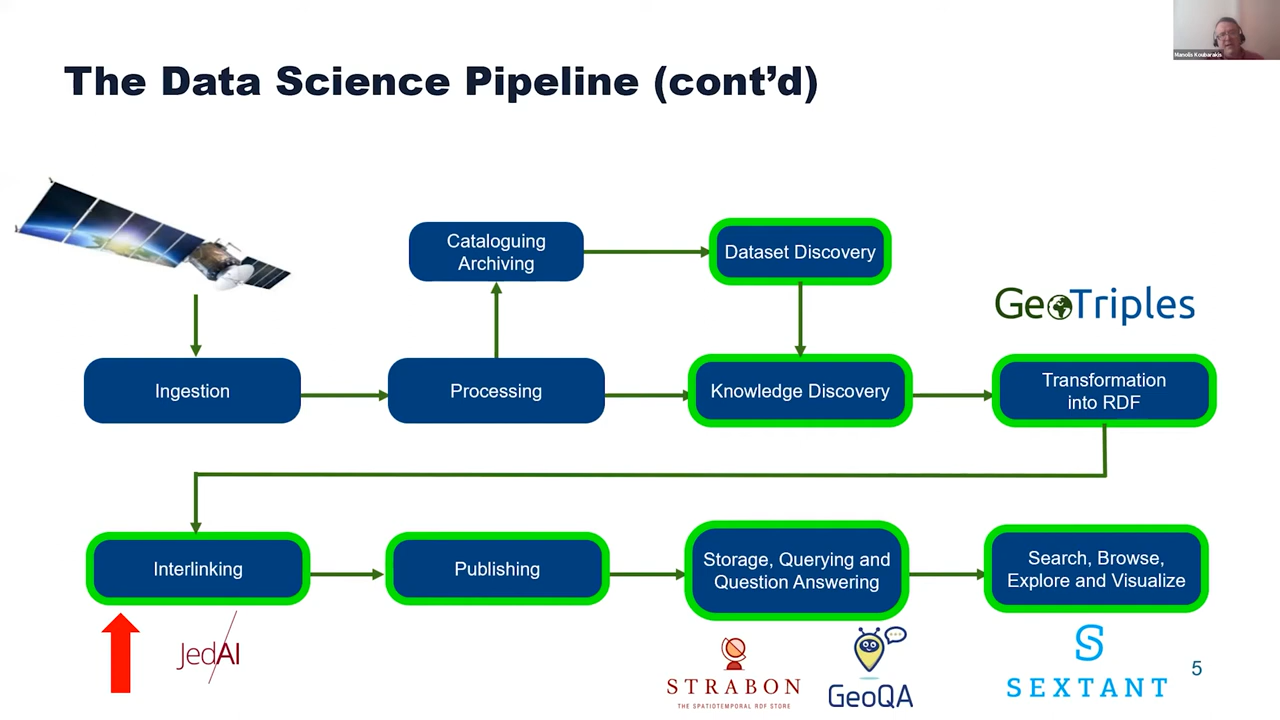 Manolis Koubarakis
The Data Science Pipeline (cont’d)
Cataloguing
Archiving
Dataset Discovery
GeoTriples
Ingestion
Processing
Knowledge Discovery
Transformation
into RDF
Interlinking
Publishing
Storage, Querying and
Question Answering
Search, Browse,
Explore and Visualize
JedAI
STRABON
THE SPATIOTEMPORAL RDF STORE
GeoQA
S
SEXTANT
5